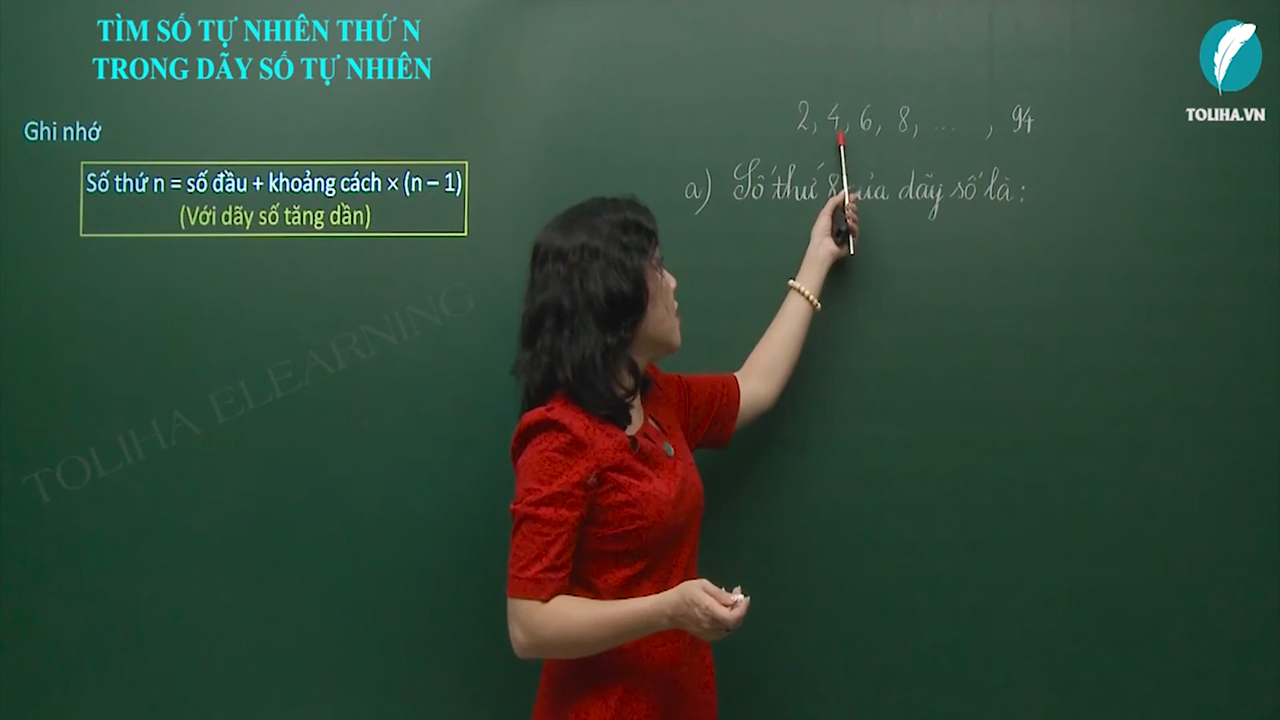 TÌM SỐ TỰ NHIÊN THỨ N
TRONG DÃY SỐ TỰ NHIÊN
Ghi nhớ
Số thứ n = số đầu + khoảng cách × (n – 1)
(Với dãy số tăng dần)
2, 4, 6, 8, ... , 94
a) Số thứ 8 của dãy số là:
TOLIHA.VN
TOLIHA ELEARNING